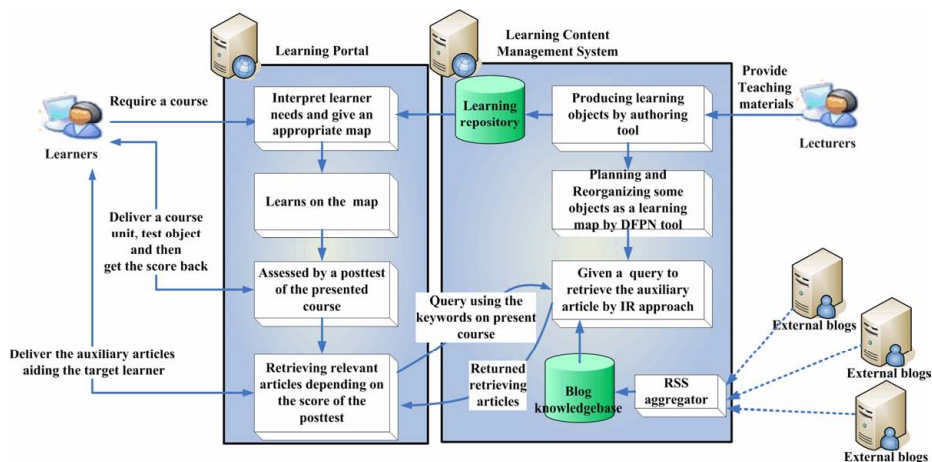 Learning Portal
Learning Content
Management System
Require a course
Learners
Interpret learner
needs and give an
appropriate map
Learning
repository
Producing learning
objects by authoring
tool
Provide
Teaching
materials
Lecturers
Learns on the map
Planning and
Reorganizing some
objects as a learning
map by DFPN tool
Deliver a course
unit, test object
and then
get the score back
Assessed by a posttest
of the presented
course
Query using the
keywords on present
course
Given a query to
retrieve the auxiliary
article by IR approach
External blogs
External blogs
External blogs
Deliver the auxiliary articles
aiding the target learner
Retrieving relevant
articles depending on
the score of the
posttest
Returned
retrieving
articles
Blog
knowledgebase
RSS
aggregator